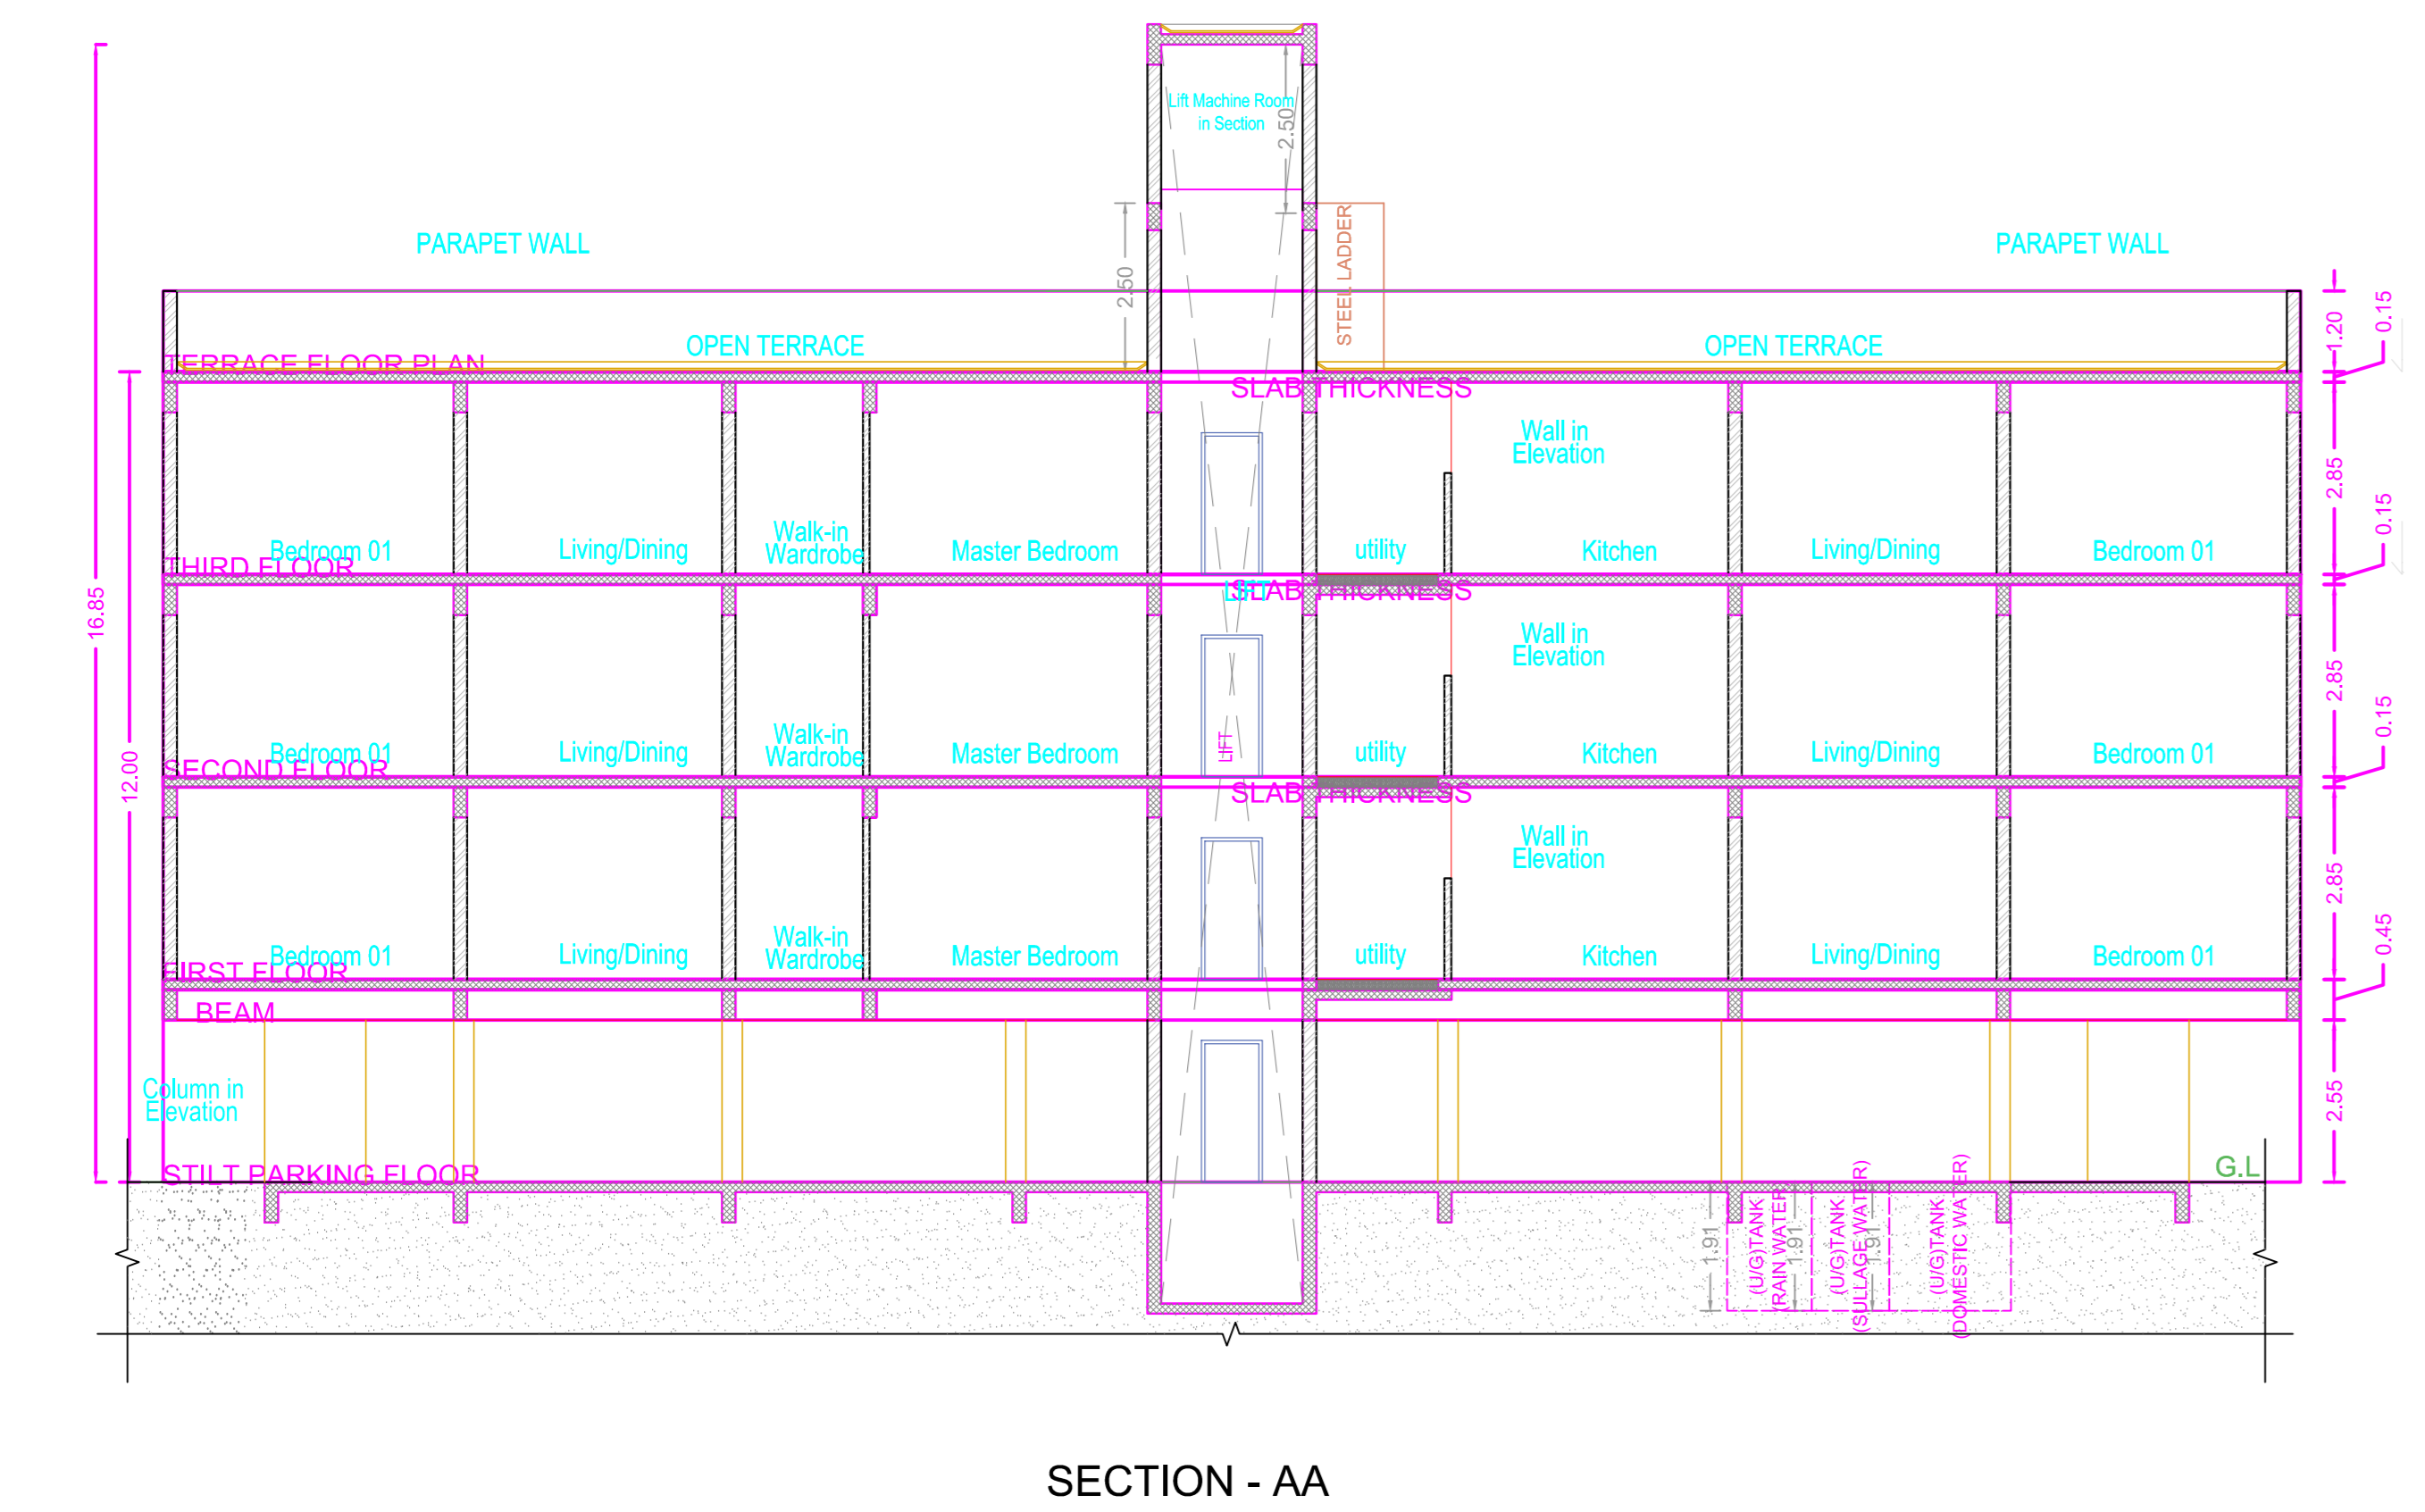 Lift Machine Room
in Section
2.50
PARAPET WALL
PARAPET WALL
STEEL LADDER
2.50
1.20
0.15
OPEN TERRACE
OPEN TERRACE
TERRACE FLOOR PLAN
SLAB THICKNESS
Wall in
Elevation
2.85
0.15
Bedroom 01
Living/Dining
Walk-in
Wardrobe
Master Bedroom
utility
Kitchen
Living/Dining
Bedroom 01
THIRD FLOOR
LIFT
SLAB THICKNESS
16.85
Wall in
Elevation
2.85
0.15
Bedroom 01
Living/Dining
Walk-in
Wardrobe
Master Bedroom
LIFT
utility
Kitchen
Living/Dining
Bedroom 01
SECOND FLOOR
12.00
SLAB THICKNESS
Wall in
Elevation
2.85
0.45
Bedroom 01
Living/Dining
Walk-in
Wardrobe
Master Bedroom
utility
Kitchen
Living/Dining
Bedroom 01
FIRST FLOOR
BEAM
Column in
Elevation
2.55
STILT PARKING FLOOR
G.L
1.91
(U/G)TANK
(RAIN WATER)
1.91
(U/G)TANK
(SULLAGE WATER)
1.91
(U/G)TANK
(DOMESTIC WATER)
SECTION - AA